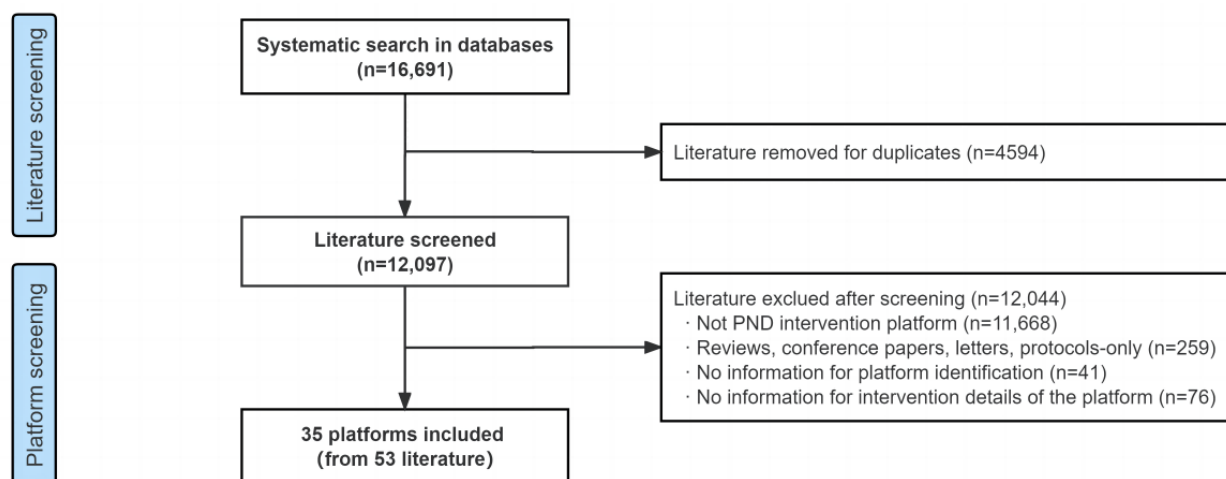 Literature screening
Systematic search in databases
(n=16,691)
Literature removed for duplicates (n=4594)
Literature screened
(n=12,097)
Platform screening
Literature exclued after screening (n=12,044)
· Not PND intervention platform (n=11,668)
· Reviews, conference papers, letters, protocols-only (n=259)
· No information for platform identification (n=41)
· No information for intervention details of the platform (n=76)
35 platforms included
(from 53 literature)